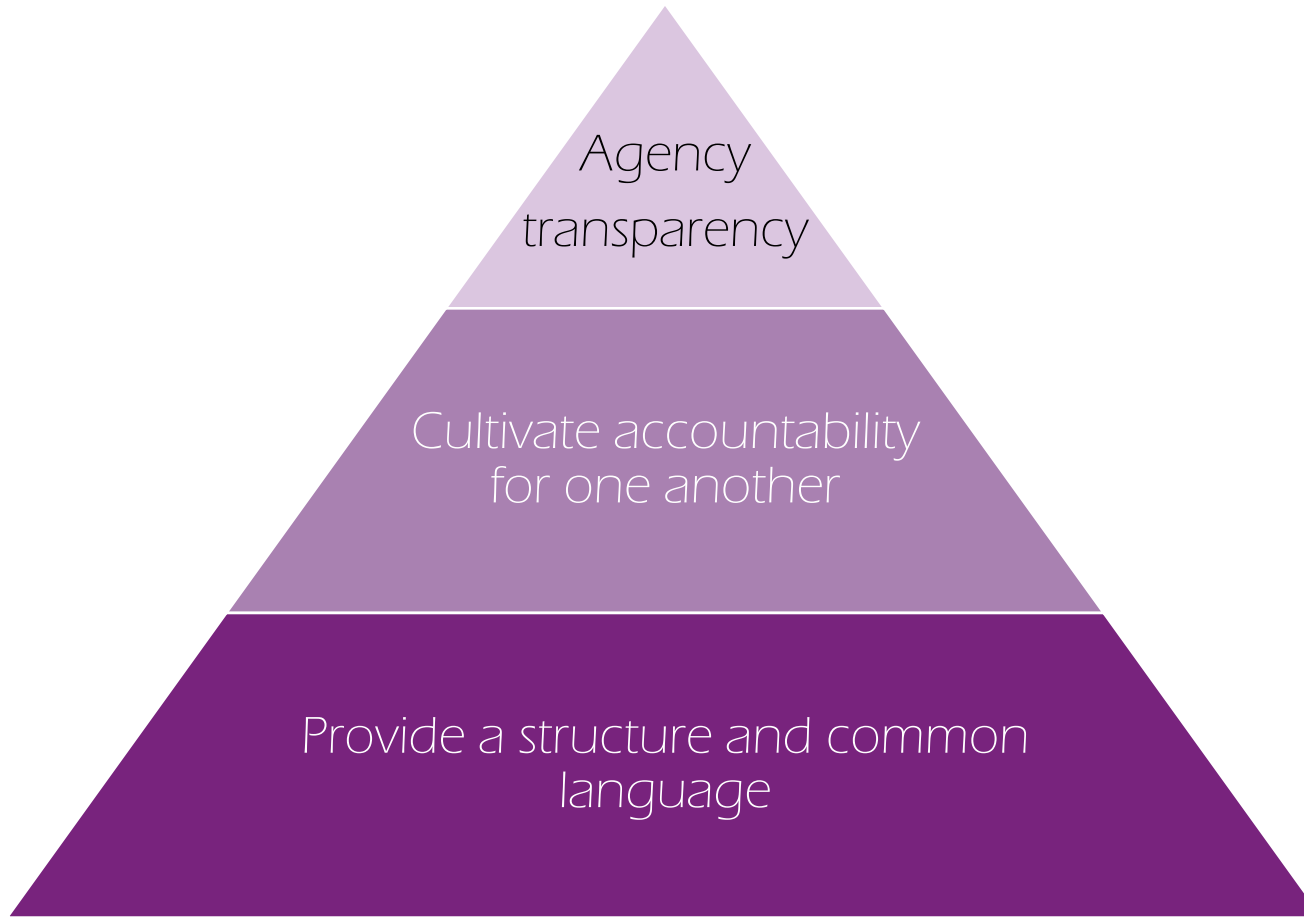 Agency
transparency
Cultivate accountability
for one another
Provide a structure and common
language